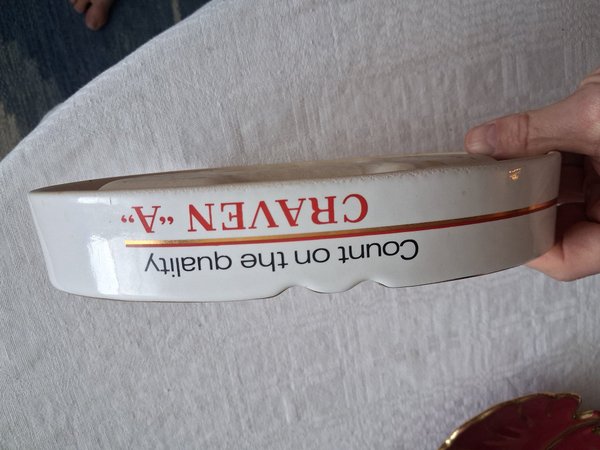 Count on the quality
CRAVEN “A”